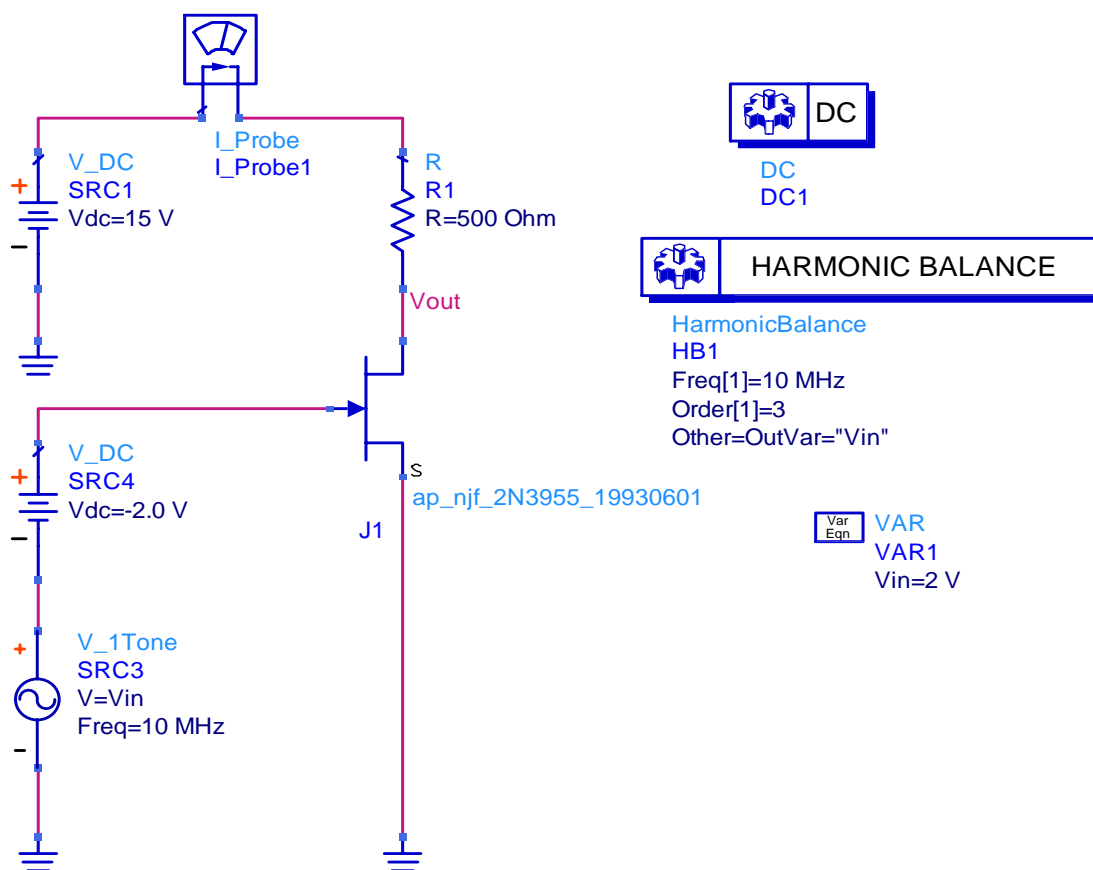 I_Probe
I_Probe1
V_DC
SRC1
Vdc=15 V
+
−
R
R1
R=500 Ohm
Vout
V_DC
SRC4
Vdc=-2.0 V
+
−
S
ap_njf_2N3955_19930601
J1
V_1Tone
SRC3
V=Vin
Freq=10 MHz
+
−
DC
DC
DC1
HARMONIC BALANCE
HarmonicBalance
HB1
Freq[1]=10 MHz
Order[1]=3
Other=OutVar="Vin"
Var
Eqn
VAR
VAR1
Vin=2 V